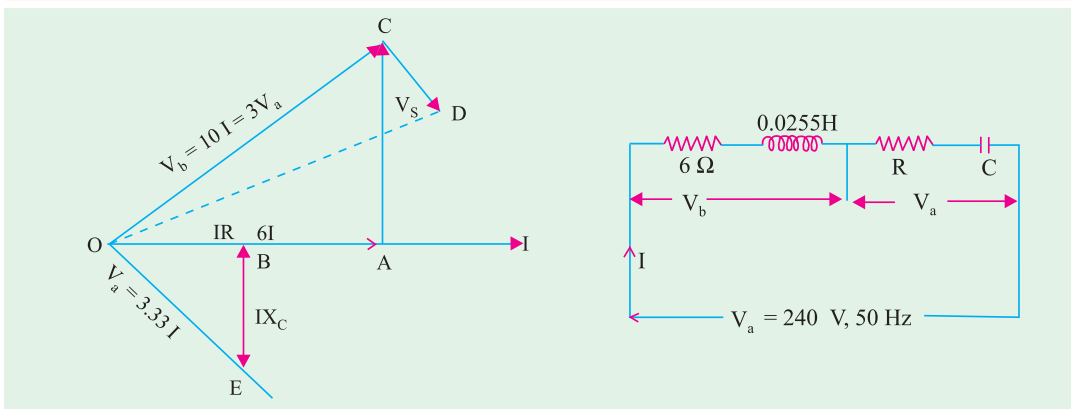 C
V_b = 10 I = 3V_a
V_S
D
O
IR 6I
B
A
I
V_a = 3.33 I
IX_C
E
0.0255H
6 Ω
R
C
V_b
V_a
I
V_a = 240 V, 50 Hz